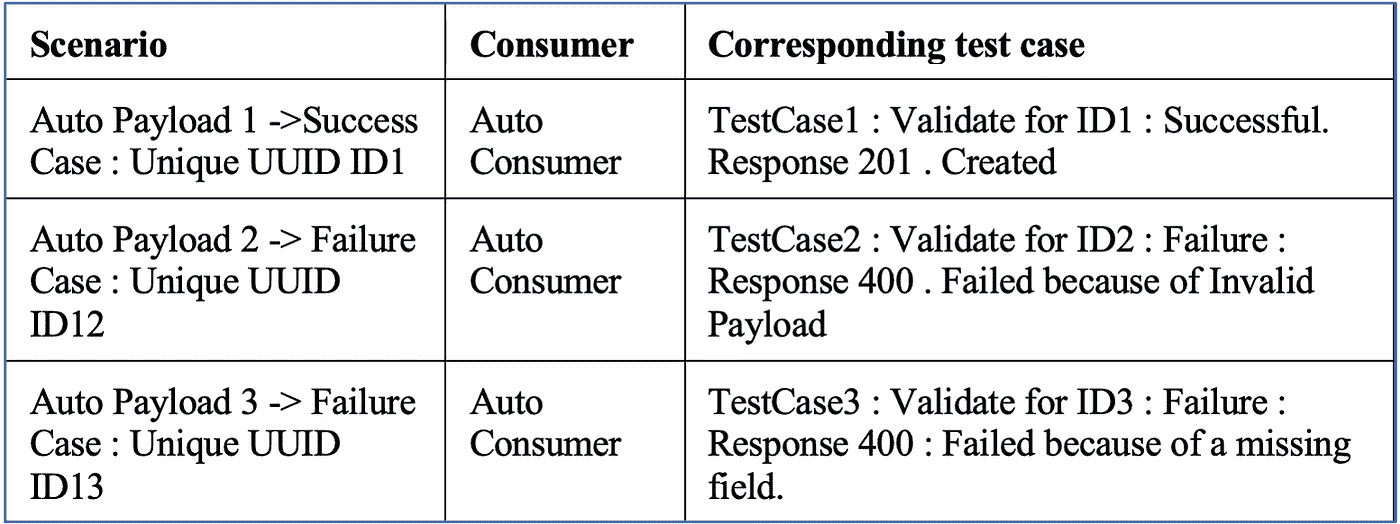 Scenario
Consumer
Corresponding test case
Auto Payload 1 ->Success
Case : Unique UUID ID1
Auto
Consumer
TestCase1 : Validate for ID1 : Successful.
Response 201 . Created
Auto Payload 2 -> Failure
Case : Unique UUID
ID12
Auto
Consumer
TestCase2 : Validate for ID2 : Failure :
Response 400 . Failed because of Invalid
Payload
Auto Payload 3 -> Failure
Case : Unique UUID
ID13
Auto
Consumer
TestCase3 : Validate for ID3 : Failure :
Response 400 : Failed because of a missing
field.